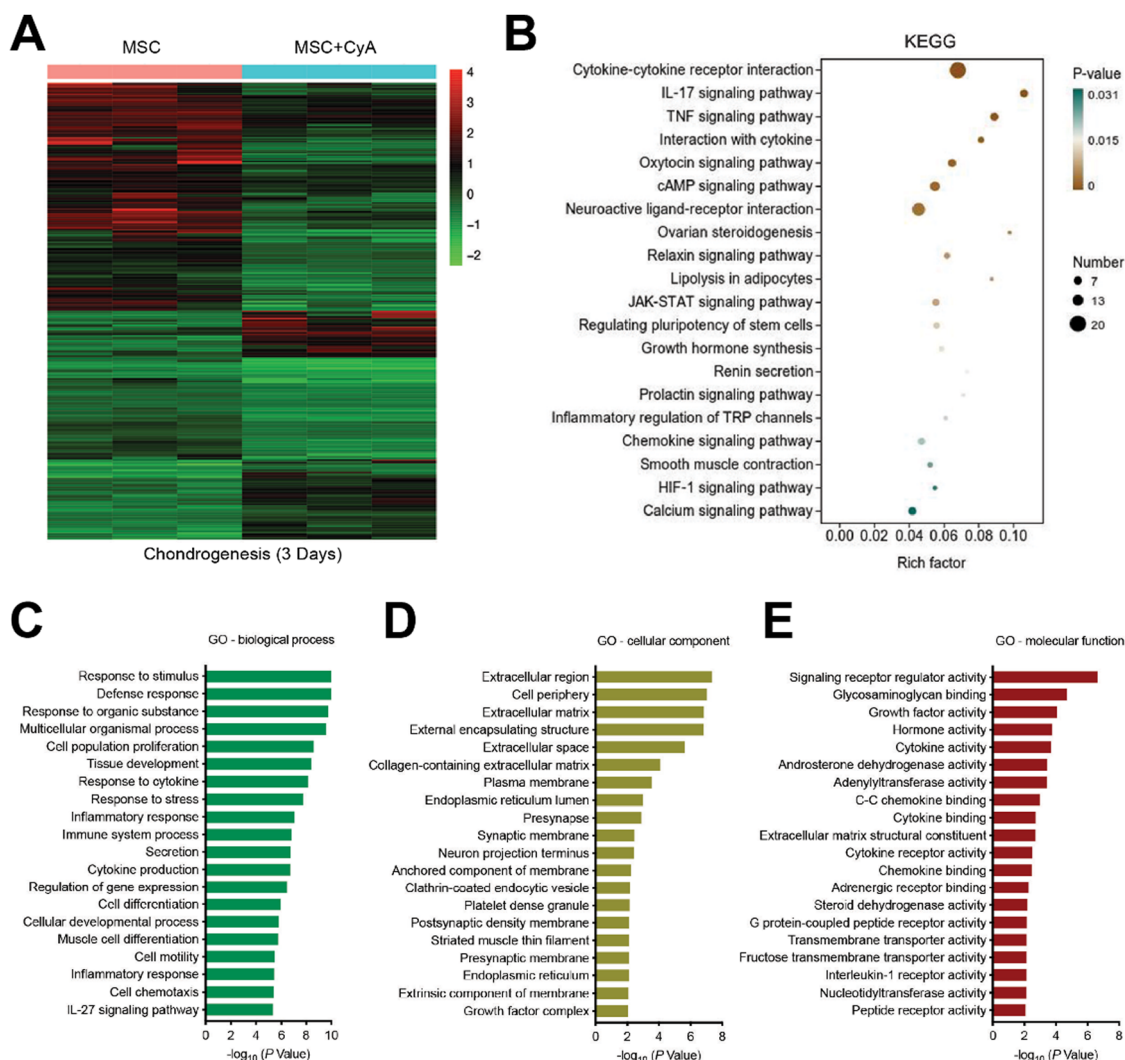 A
MSC
MSC+CyA
4
3
2
1
0
−1
−2
Chondrogenesis (3 Days)
B
KEGG
Cytokine-cytokine receptor interaction
IL-17 signaling pathway
TNF signaling pathway
Interaction with cytokine
Oxytocin signaling pathway
cAMP signaling pathway
Neuroactive ligand-receptor interaction
Ovarian steroidogenesis
Relaxin signaling pathway
Lipolysis in adipocytes
JAK-STAT signaling pathway
Regulating pluripotency of stem cells
Growth hormone synthesis
Renin secretion
Prolactin signaling pathway
Inflammatory regulation of TRP channels
Chemokine signaling pathway
Smooth muscle contraction
HIF-1 signaling pathway
Calcium signaling pathway
0.00 0.02 0.04 0.06 0.08 0.10
Rich factor
P-value
0.031
0.015
0
Number
7
13
20
C
GO - biological process
Response to stimulus
Defense response
Response to organic substance
Multicellular organismal process
Cell population proliferation
Tissue development
Response to cytokine
Response to stress
Inflammatory response
Immune system process
Secretion
Cytokine production
Regulation of gene expression
Cell differentiation
Cellular developmental process
Muscle cell differentiation
Cell motility
Inflammatory response
Cell chemotaxis
IL-27 signaling pathway
0 2 4 6 8 10
-log10 (P Value)
D
GO - cellular component
Extracellular region
Cell periphery
Extracellular matrix
External encapsulating structure
Extracellular space
Collagen-containing extracellular matrix
Plasma membrane
Endoplasmic reticulum lumen
Presynapse
Synaptic membrane
Neuron projection terminus
Anchored component of membrane
Clathrin-coated endocytic vesicle
Platelet dense granule
Postsynaptic density membrane
Striated muscle thin filament
Presynaptic membrane
Endoplasmic reticulum
Extrinsic component of membrane
Growth factor complex
0 2 4 6 8
-log10 (P Value)
E
GO - molecular function
Signaling receptor regulator activity
Glycosaminoglycan binding
Growth factor activity
Hormone activity
Cytokine activity
Androsterone dehydrogenase activity
Adenylyltransferase activity
C-C chemokine binding
Cytokine binding
Extracellular matrix structural constituent
Cytokine receptor activity
Chemokine binding
Adrenergic receptor binding
Steroid dehydrogenase activity
G protein-coupled peptide receptor activity
Transmembrane transporter activity
Fructose transmembrane transporter activity
Interleukin-1 receptor activity
Nucleotidyltransferase activity
Peptide receptor activity
0 2 4 6 8
-log10 (P Value)